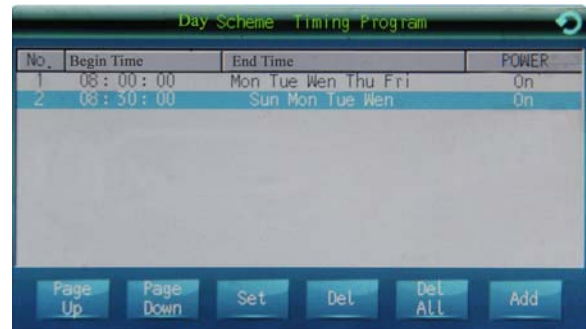 Day Scheme Timing Program
No. Begin Time End Time POWER
1 08:00:00 Mon Tue Wen Thu Fri On
2 08:30:00 Sun Mon Tue Wen On
Page Up Page Down Set Del Del All Add